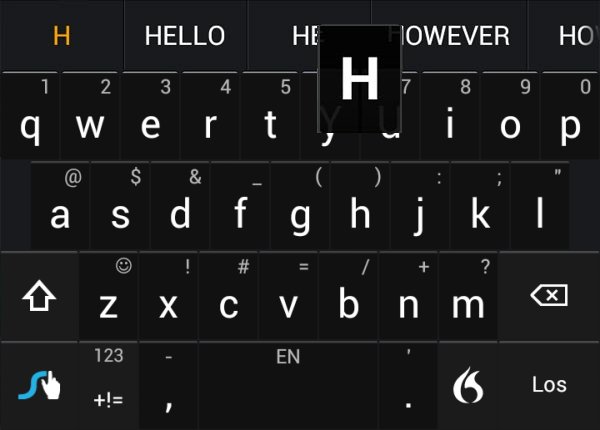 H HELLO HE HOWEVER HO
H
1 2 3 4 5 7 8 9 0
q w e r t y u i o p
@ $ & _ ( ) : ; "
a s d f g h j k l
! # = / + ?
z x c v b n m
123 - EN '
+!= , . Los